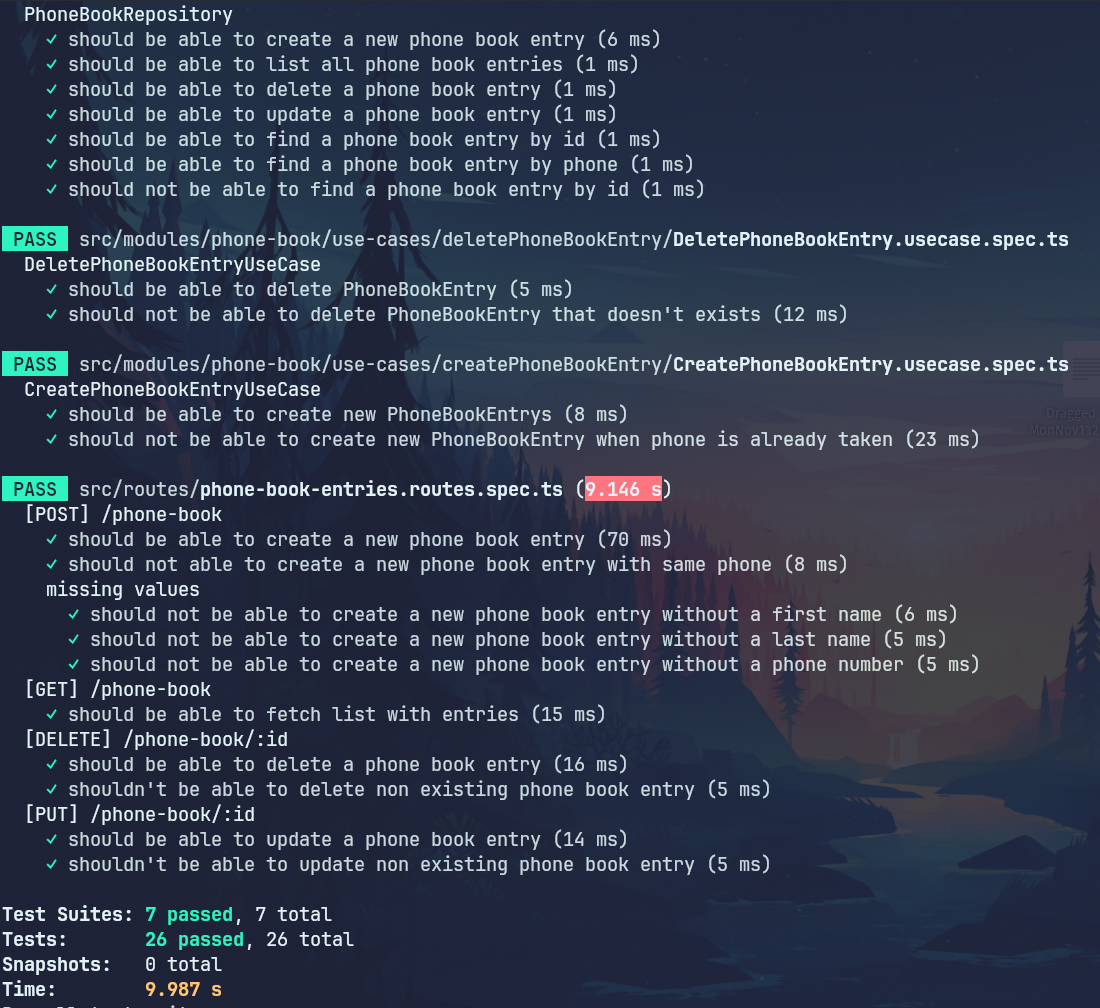 PhoneBookRepository
✓ should be able to create a new phone book entry (6 ms)
✓ should be able to list all phone book entries (1 ms)
✓ should be able to delete a phone book entry (1 ms)
✓ should be able to update a phone book entry (1 ms)
✓ should be able to find a phone book entry by id (1 ms)
✓ should be able to find a phone book entry by phone (1 ms)
✓ should not be able to find a phone book entry by id (1 ms)
PASS src/modules/phone-book/use-cases/deletePhoneBookEntry/DeletePhoneBookEntry.usecase.spec.ts
DeletePhoneBookEntryUseCase
✓ should be able to delete PhoneBookEntry (5 ms)
✓ should not be able to delete PhoneBookEntry that doesn't exists (12 ms)
PASS src/modules/phone-book/use-cases/createPhoneBookEntry/CreatePhoneBookEntry.usecase.spec.ts
CreatePhoneBookEntryUseCase
✓ should be able to create new PhoneBookEntrys (8 ms)
Dragged
✓ should not be able to create new PhoneBookEntry when phone is already taken (23 ms)
PASS src/routes/phone-book-entries.routes.spec.ts (9.146 s)
[POST] /phone-book
✓ should be able to create a new phone book entry (70 ms)
✓ should not able to create a new phone book entry with same phone (8 ms)
missing values
✓ should not be able to create a new phone book entry without a first name (6 ms)
✓ should not be able to create a new phone book entry without a last name (5 ms)
✓ should not be able to create a new phone book entry without a phone number (5 ms)
[GET] /phone-book
✓ should be able to fetch list with entries (15 ms)
[DELETE] /phone-book/:id
✓ should be able to delete a phone book entry (16 ms)
✓ shouldn't be able to delete non existing phone book entry (5 ms)
[PUT] /phone-book/:id
✓ should be able to update a phone book entry (14 ms)
✓ shouldn't be able to update non existing phone book entry (5 ms)
Test Suites: 7 passed, 7 total
Tests: 26 passed, 26 total
Snapshots: 0 total
Time: 9.987 s